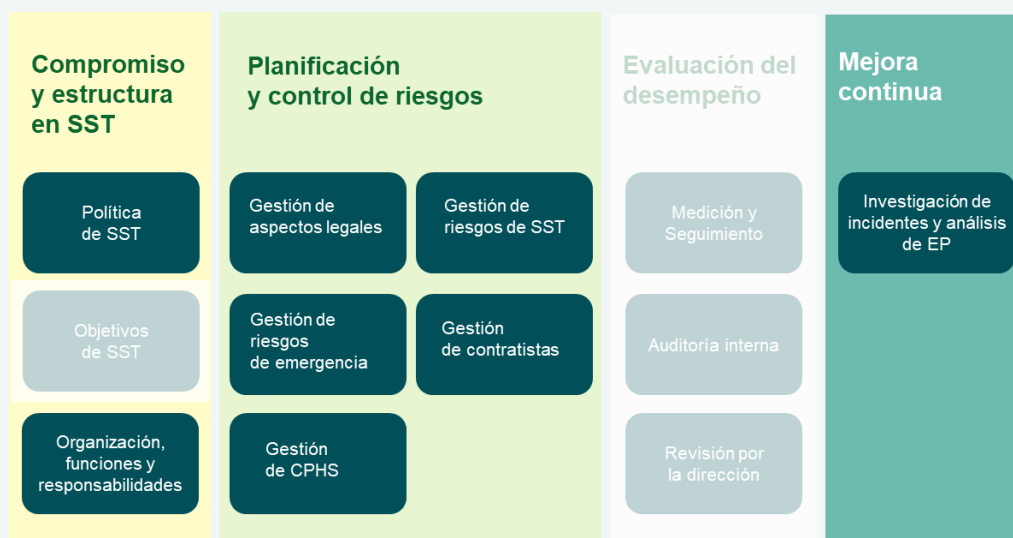 Compromiso
y estructura
en SST
Política
de SST
Objetivos
de SST
Organización,
funciones y
responsabilidades
Planificación
y control de riesgos
Gestión de
aspectos legales
Gestión de
riesgos de SST
Gestión de
riesgos
de emergencia
Gestión
de contratistas
Gestión
de CPHS
Evaluación del
desempeño
Medición y
Seguimiento
Auditoría interna
Revisión por
la dirección
Mejora
continua
Investigación de
incidentes y análisis
de EP